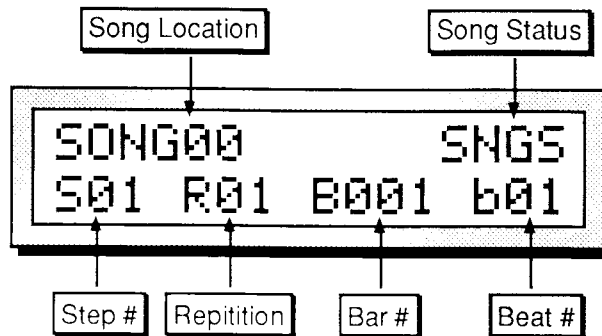 Song Location Song Status
SONG00 SNGS
S01 R01 B001 b01
Step # Repitition Bar # Beat #